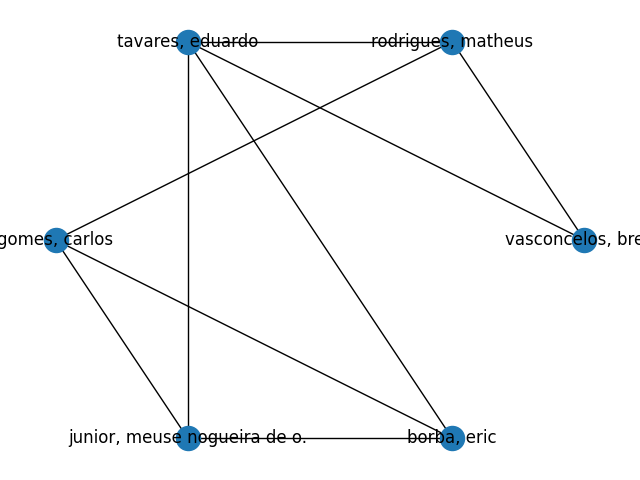 tavares, eduardo
rodrigues, matheus
gomes, carlos
vasconcelos, bre
junior, meuse nogueira de o.
borba, eric